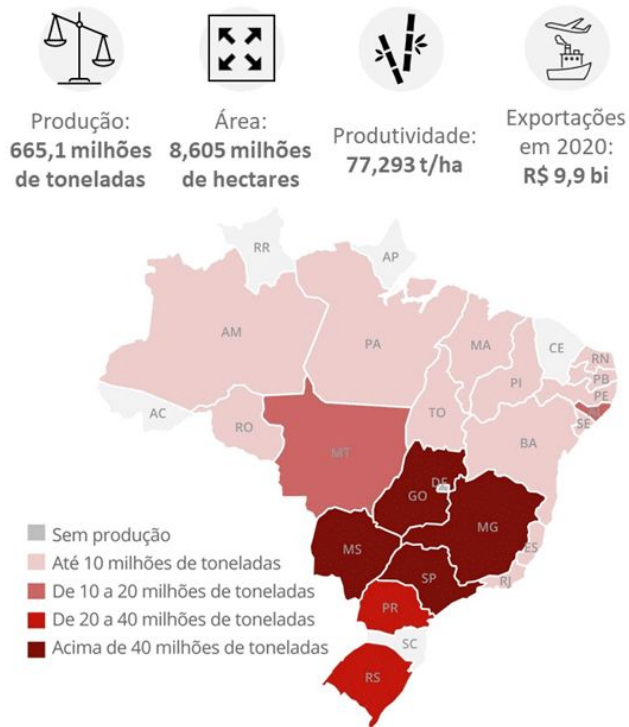 Produção:
665,1 milhões
de toneladas
Área:
8,605 milhões
de hectares
Produtividade:
77,293 t/ha
Exportações
em 2020:
R$ 9,9 bi
RR
AP
AM
PA
MA
CE
RN
PB
PE
AL
SE
PI
AC
RO
TO
BA
MT
DF
GO
MG
ES
MS
SP
RJ
PR
SC
RS
Sem produção
Até 10 milhões de toneladas
De 10 a 20 milhões de toneladas
De 20 a 40 milhões de toneladas
Acima de 40 milhões de toneladas